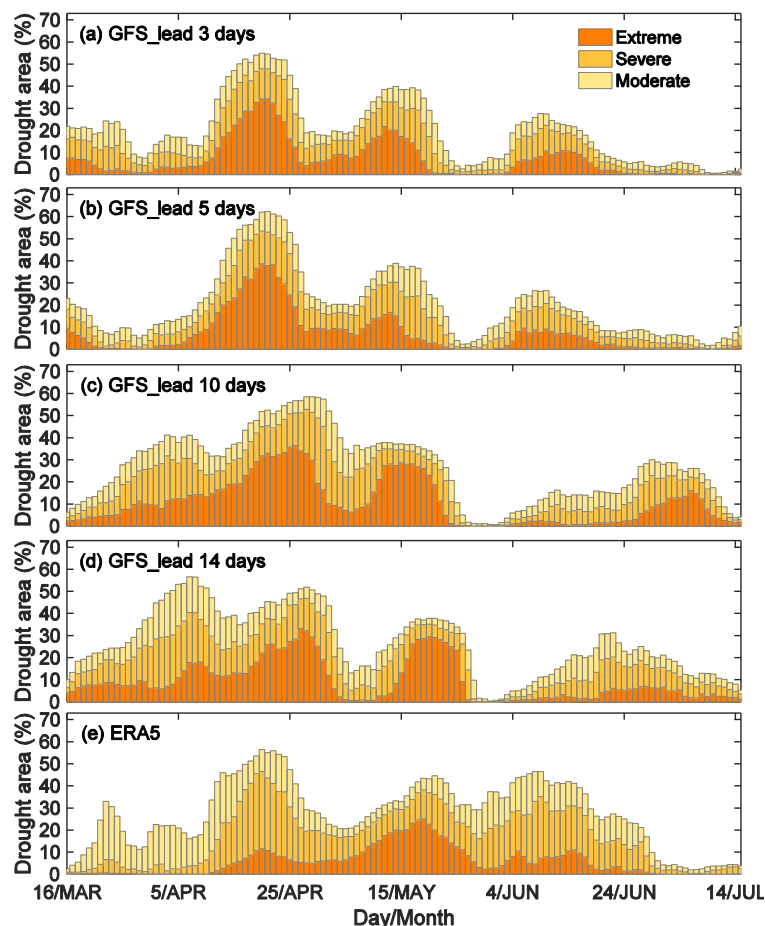 (a) GFS_lead 3 days
Extreme
Severe
Moderate
Drought area (%)
70
60
50
40
30
20
10
0
(b) GFS_lead 5 days
Drought area (%)
70
60
50
40
30
20
10
0
(c) GFS_lead 10 days
Drought area (%)
70
60
50
40
30
20
10
0
(d) GFS_lead 14 days
Drought area (%)
70
60
50
40
30
20
10
0
(e) ERA5
Drought area (%)
70
60
50
40
30
20
10
0
16/MAR 5/APR 25/APR 15/MAY 4/JUN 24/JUN 14/JUL
Day/Month